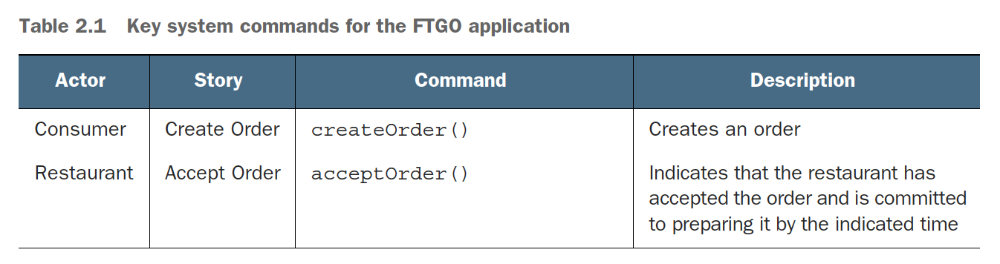 Table 2.1 Key system commands for the FTGO application
Actor Story Command Description
Consumer Create Order createOrder() Creates an order
Restaurant Accept Order acceptOrder() Indicates that the restaurant has
accepted the order and is committed
to preparing it by the indicated time